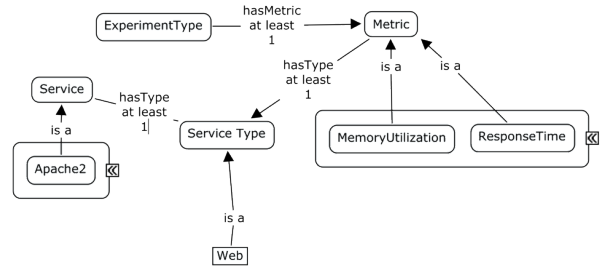 ExperimentType
hasMetric
at least
1
Metric
hasType
at least
1
is a
is a
Service
hasType
at least
1
is a
Service Type
MemoryUtilization
ResponseTime
Apache2
is a
Web